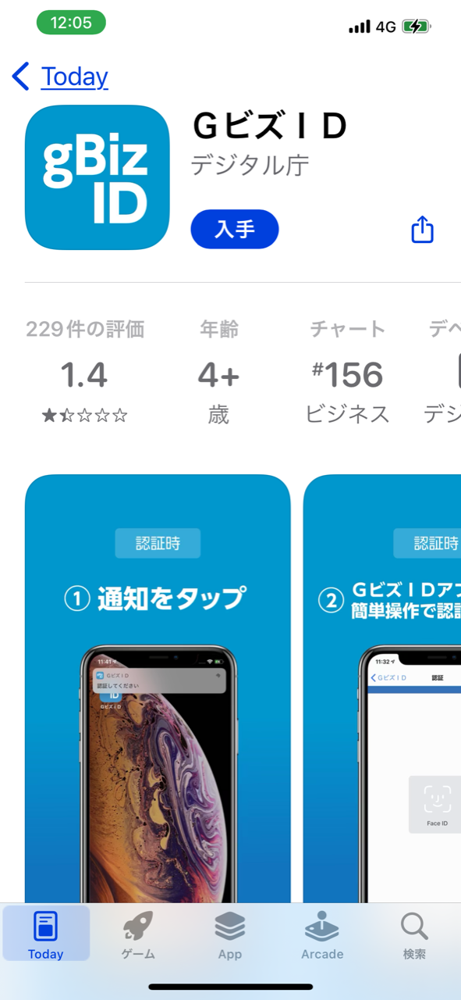 12:05
4G
Today
gBiz
ID
GビズID
デジタル庁
入手
229件の評価
年齢
チャート
デベ
1.4
4+
#156
★
歳
ビジネス
デジ
認証時
① 通知をタップ
11:41
GビズID
認証してください
ID
GビズID
認証時
② GビズIDアプ
簡単操作で認証
11:32
GビズID
認証
Face ID
Today
ゲーム
App
Arcade
検索